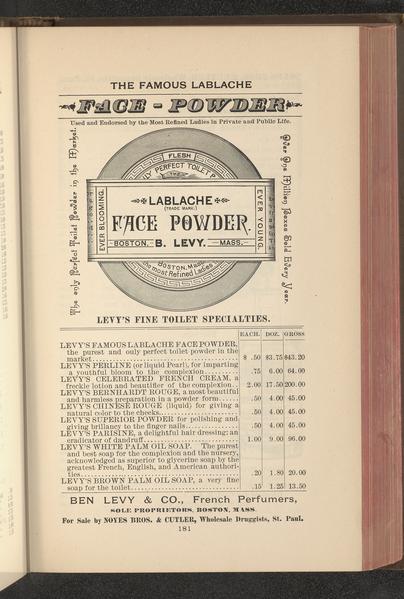 THE FAMOUS LABLACHE
FACE-POWDER
Used and Endorsed by the Most Refined Ladies in Private and Public Life.
The only Perfect Toilet Powder in the Market.
FLESH
LY PERFECT TOILET P
THE
LABLACHE
(TRADE MARK.)
FACE POWDER.
BOSTON. B. LEVY. MASS.
EVER BLOOMING.
EVER YOUNG.
BOSTON, Mass.
the most Refined Ladies
Over One Million Boxes Sold Every Year.
LEVY'S FINE TOILET SPECIALTIES.
EACH. DOZ. GROSS
LEVY'S FAMOUS LABLACHE FACE POWDER,
the purest and only perfect toilet powder in the
market $ .50 $3.75 $43.20
LEVY'S PERLINE (or liquid Pearl), for imparting
a youthful bloom to the complexion .75 6.00 64.00
LEVY'S CELEBRATED FRENCH CREAM, a
freckle lotion and beautifier of the complexion 2.00 17.50 200.00
LEVY'S BERNHARDT ROUGE, a most beautiful
and harmless preparation in a powder form .50 4.00 45.00
LEVY'S CHINESE ROUGE (liquid) for giving a
natural color to the cheeks .50 4.00 45.00
LEVY'S SUPERIOR POWDER for polishing and
giving brillancy to the finger nails .50 4.00 45.00
LEVY'S PARISINE, a delightful hair dressing; an
eradicator of dandruff 1.00 9.00 96.00
LEVY'S WHITE PALM OIL SOAP. The purest
and best soap for the complexion and the nursery,
acknowledged as superior to glycerine soap by the
greatest French, English, and American authori-
ties .20 1.80 20.00
LEVY'S BROWN PALM OIL SOAP, a very fine
soap for the toilet .15 1.25 13.50
BEN LEVY & CO., French Perfumers,
SOLE PROPRIETORS, BOSTON, MASS.
For Sale by NOYES BROS. & CUTLER, Wholesale Druggists, St. Paul.
181